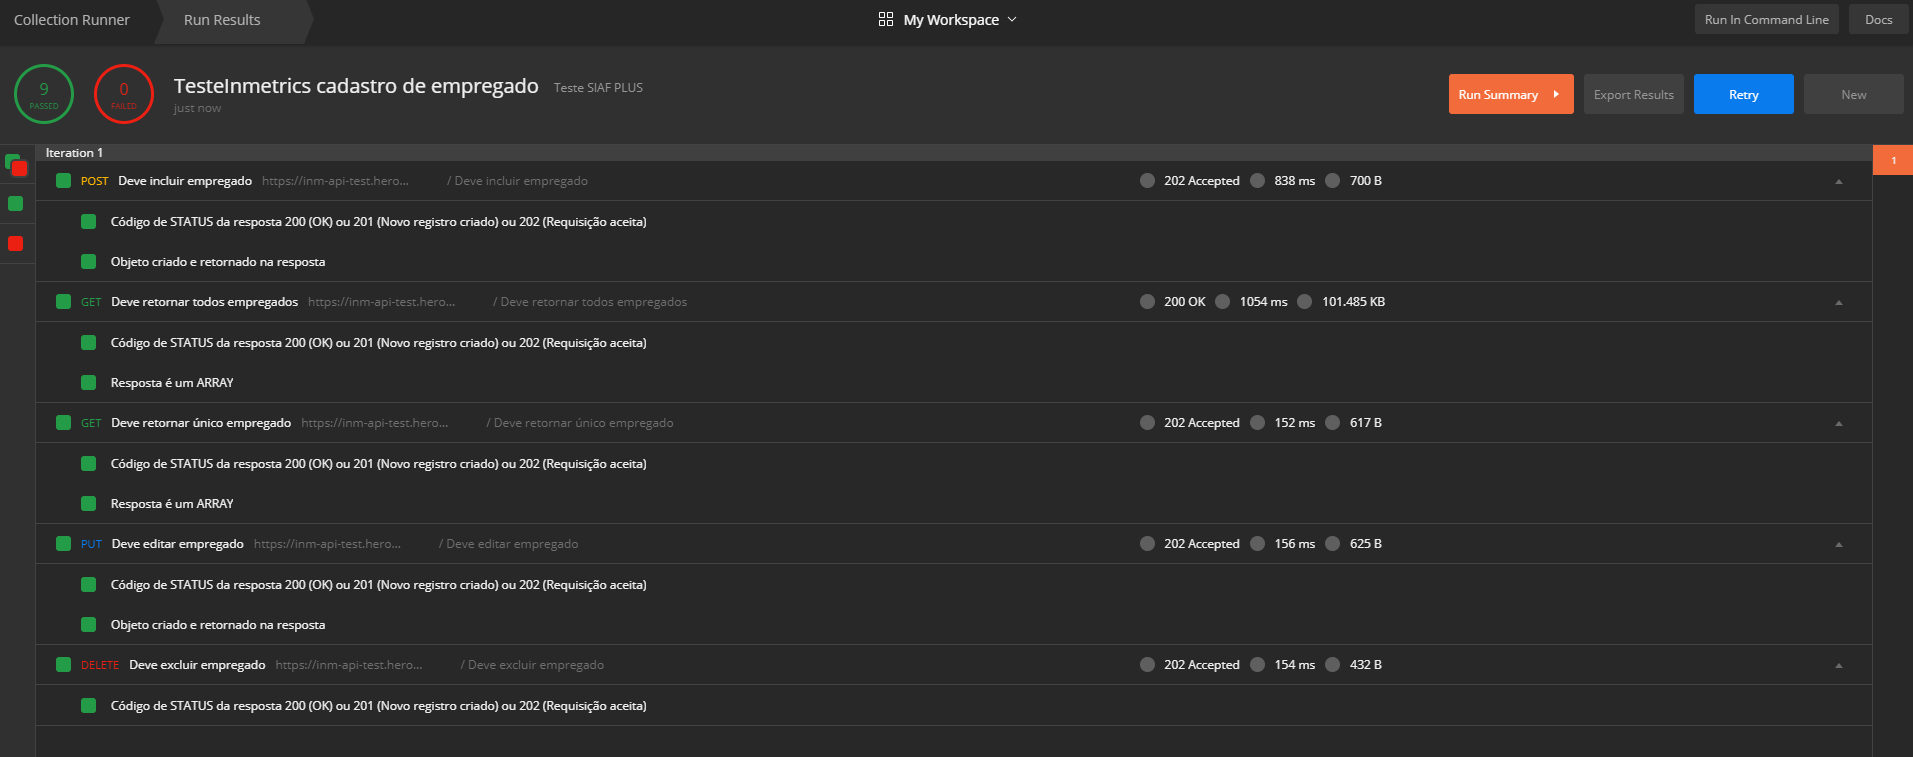 Collection Runner Run Results My Workspace Run In Command Line Docs
9 PASSED 0 FAILED TesteInmetrics cadastro de empregado Teste SIAF PLUS Run Summary Export Results Retry New
just now
Iteration 1 1
POST Deve incluir empregado https://inm-api-test.hero... / Deve incluir empregado 202 Accepted 838 ms 700 B
Código de STATUS da resposta 200 (OK) ou 201 (Novo registro criado) ou 202 (Requisição aceita)
Objeto criado e retornado na resposta
GET Deve retornar todos empregados https://inm-api-test.hero... / Deve retornar todos empregados 200 OK 1054 ms 101.485 KB
Código de STATUS da resposta 200 (OK) ou 201 (Novo registro criado) ou 202 (Requisição aceita)
Resposta é um ARRAY
GET Deve retornar único empregado https://inm-api-test.hero... / Deve retornar único empregado 202 Accepted 152 ms 617 B
Código de STATUS da resposta 200 (OK) ou 201 (Novo registro criado) ou 202 (Requisição aceita)
Resposta é um ARRAY
PUT Deve editar empregado https://inm-api-test.hero... / Deve editar empregado 202 Accepted 156 ms 625 B
Código de STATUS da resposta 200 (OK) ou 201 (Novo registro criado) ou 202 (Requisição aceita)
Objeto criado e retornado na resposta
DELETE Deve excluir empregado https://inm-api-test.hero... / Deve excluir empregado 202 Accepted 154 ms 432 B
Código de STATUS da resposta 200 (OK) ou 201 (Novo registro criado) ou 202 (Requisição aceita)